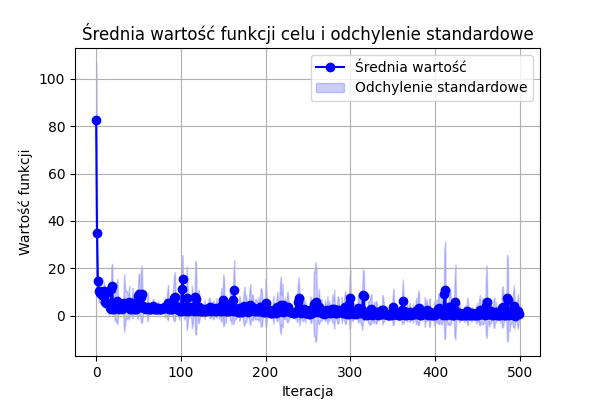 Średnia wartość funkcji celu i odchylenie standardowe
Średnia wartość
Odchylenie standardowe
Wartość funkcji
100
80
60
40
20
0
0 100 200 300 400 500
Iteracja